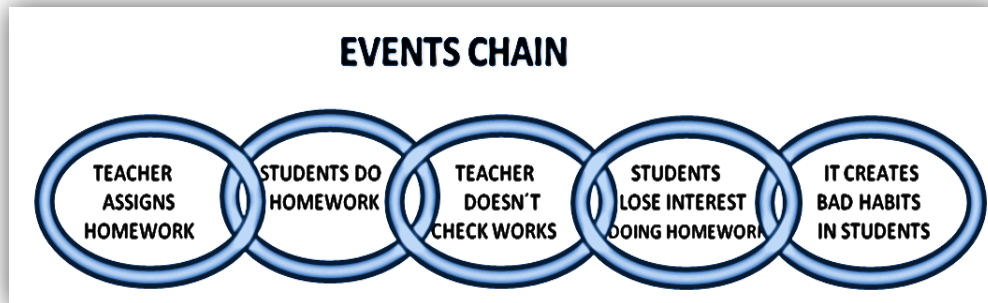 EVENTS CHAIN
TEACHER
ASSIGNS
HOMEWORK
STUDENTS DO
HOMEWORK
TEACHER
DOESN´T
CHECK WORKS
STUDENTS
LOSE INTEREST
DOING HOMEWORK
IT CREATES
BAD HABITS
IN STUDENTS